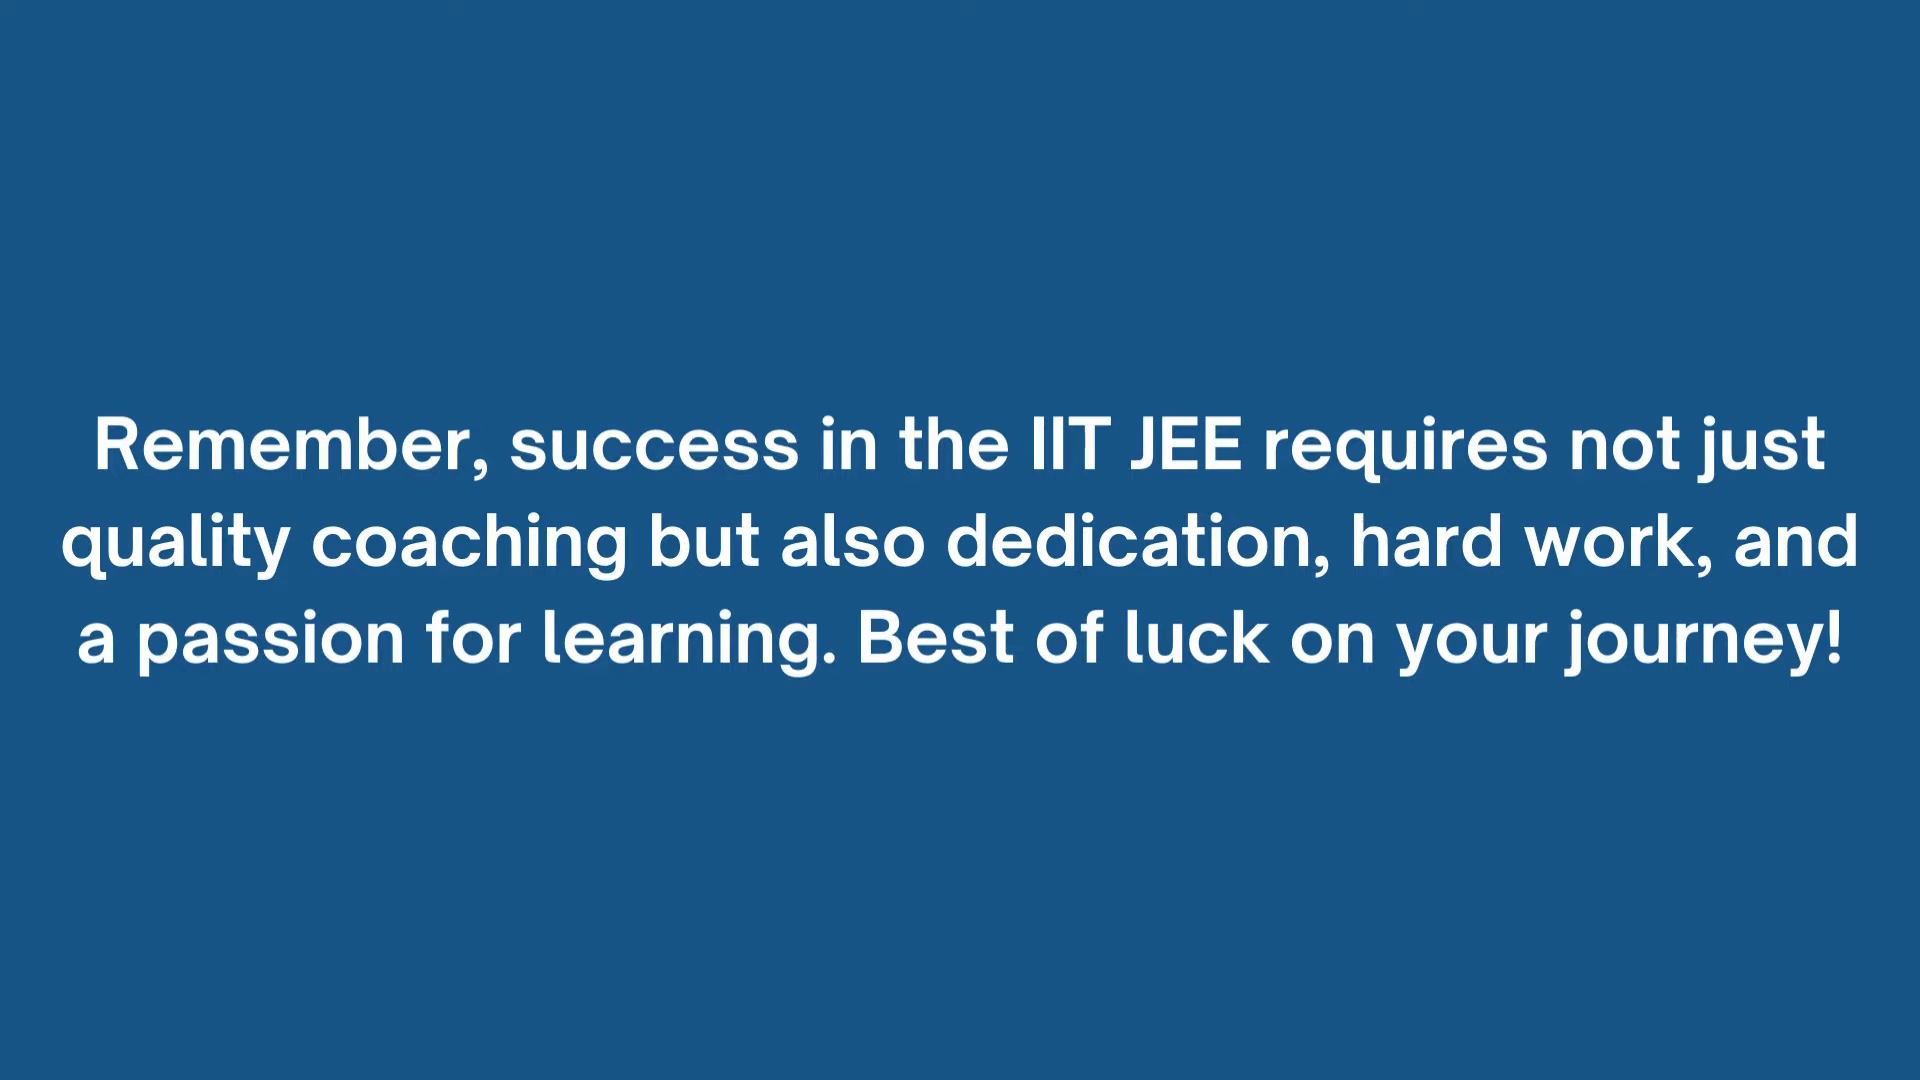 Remember, success in the IIT JEE requires not just
quality coaching but also dedication, hard work, and
a passion for learning. Best of luck on your journey!